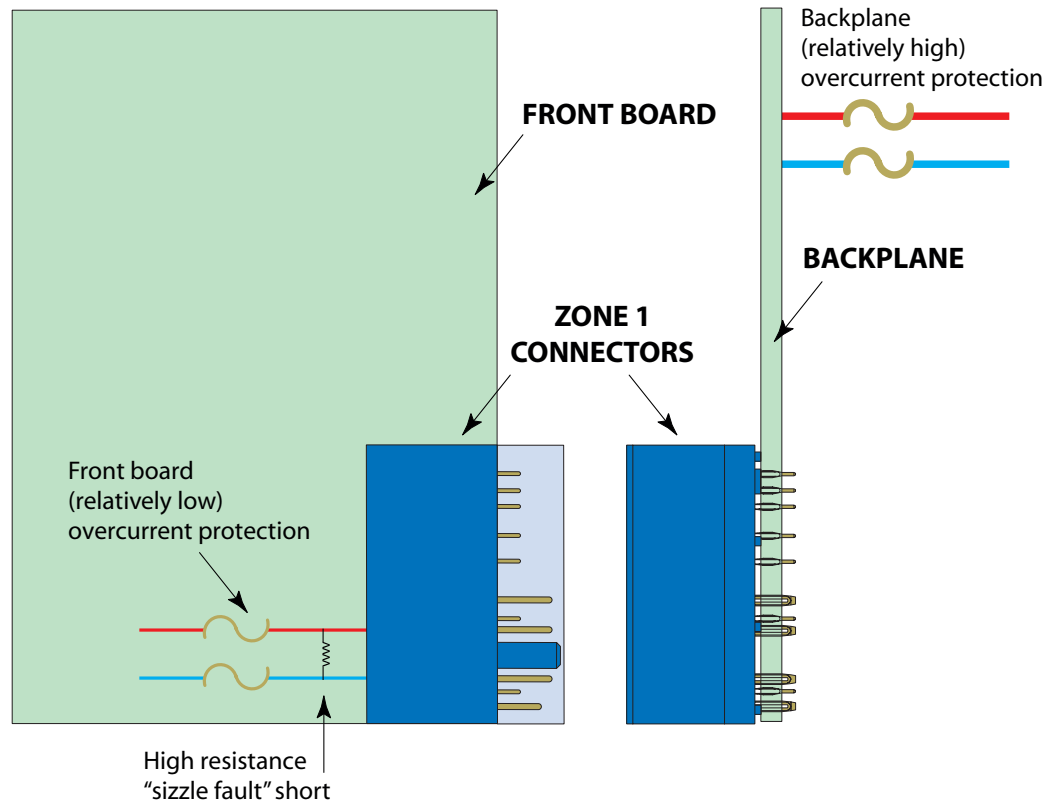 Backplane
(relatively high)
overcurrent protection
FRONT BOARD
BACKPLANE
ZONE 1
CONNECTORS
Front board
(relatively low)
overcurrent protection
High resistance
“sizzle fault” short